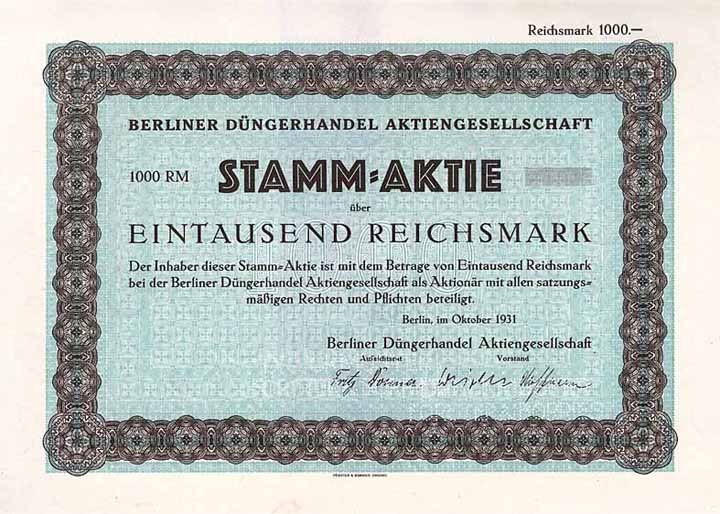 Reichsmark 1000.—
BERLINER DÜNGERHANDEL AKTIENGESELLSCHAFT
1000 RM STAMM=AKTIE
über
EINTAUSEND REICHSMARK
Der Inhaber dieser Stamm=Aktie ist mit dem Betrage von Eintausend Reichsmark
bei der Berliner Düngerhandel Aktiengesellschaft als Aktionär mit allen satzungs=
mäßigen Rechten und Pflichten beteiligt.
Berlin, im Oktober 1931
Berliner Düngerhandel Aktiengesellschaft
Aufsichtsrat Vorstand
Fritz